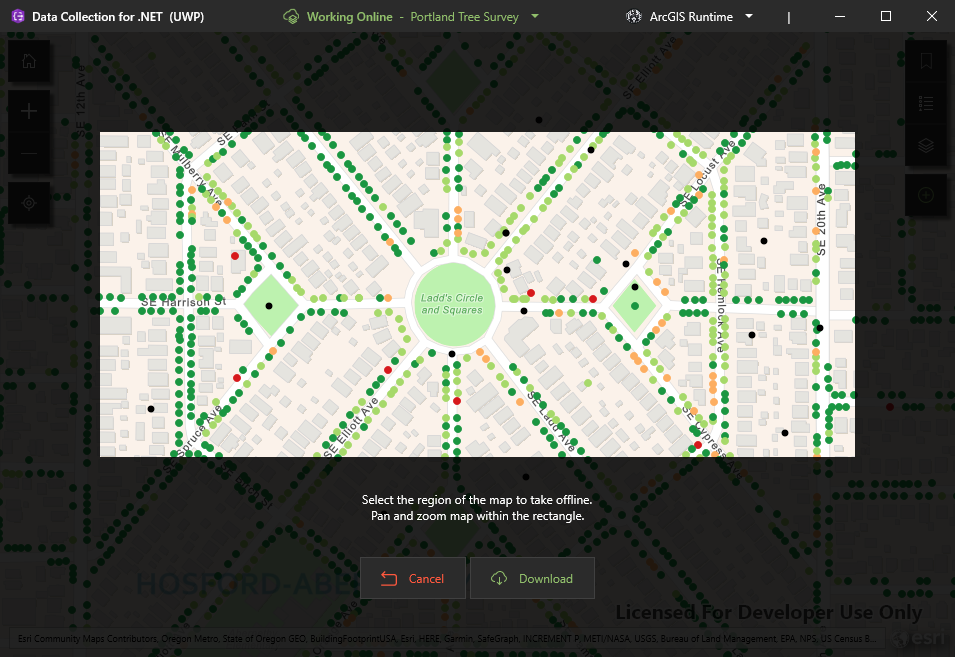 Data Collection for .NET (UWP)
Working Online - Portland Tree Survey
ArcGIS Runtime
SE 12th Ave
SE Elliott Ave
SE Mulberry Ave
SE
SE Locust Ave
SE 20th Ave
SE Harrison St
Ladd's Circle
and Squares
SE Hemlock Ave
SE Spruce Ave
SE Elliott Ave
SE Ladd Ave
SE Cypress Ave
Select the region of the map to take offline.
Pan and zoom map within the rectangle.
HOSFORD-ABE
Cancel
Download
Licensed For Developer Use Only
Esri Community Maps Contributors, Oregon Metro, State of Oregon GEO, BuildingFootprintUSA, Esri, HERE, Garmin, SafeGraph, INCREMENT P, METI/NASA, USGS, Bureau of Land Management, EPA, NPS, US Census B...
esri